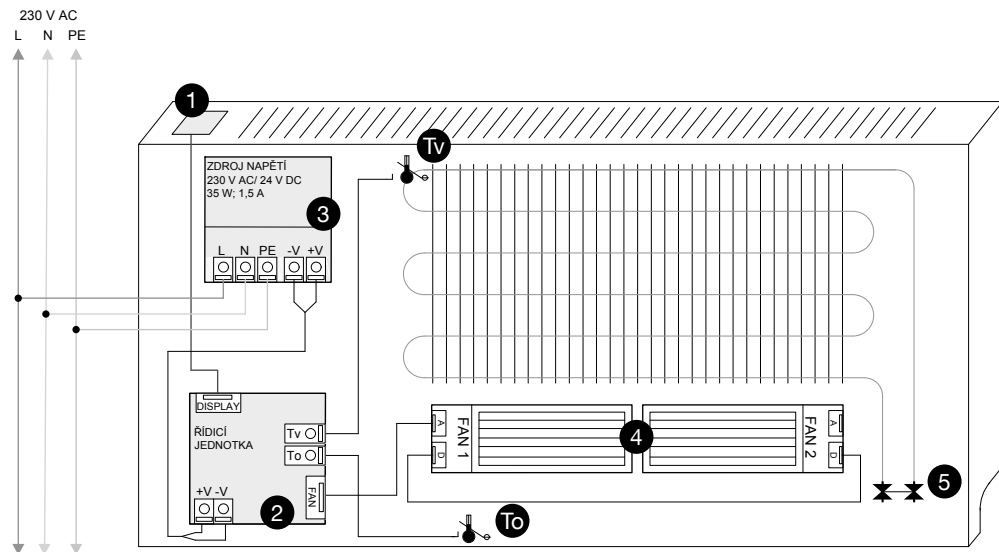 230 V AC
L N PE
1
Tv
ZDROJ NAPĚTÍ
230 V AC/ 24 V DC
35 W; 1,5 A
3
L N PE -V +V
DISPLAY
ŘÍDICÍ
JEDNOTKA
Tv
To
FAN
+V -V
2
A
D
FAN 1
4
FAN 2
A
D
5
To